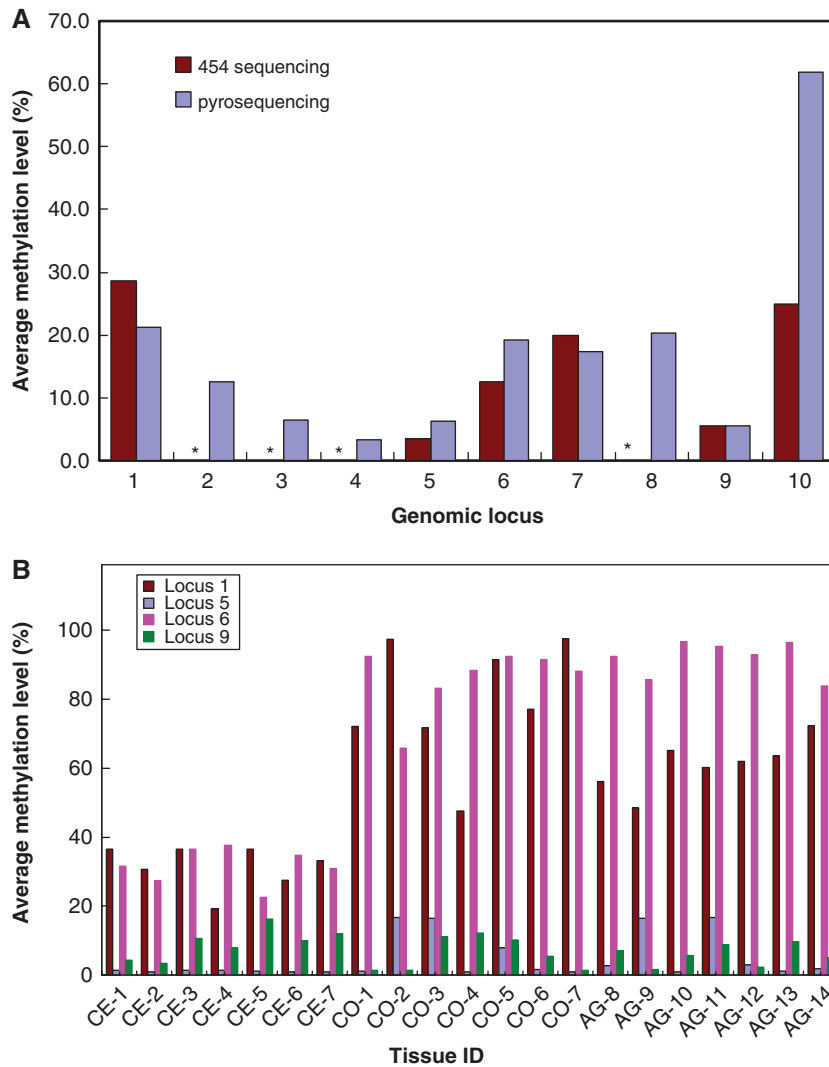 A
70.0
60.0
50.0
40.0
30.0
20.0
10.0
0.0
Average methylation level (%)
454 sequencing
pyrosequencing
* * * *
1 2 3 4 5 6 7 8 9 10
Genomic locus
B
100
80
60
40
20
0
Average methylation level (%)
Locus 1
Locus 5
Locus 6
Locus 9
CE-1 CE-2 CE-3 CE-4 CE-5 CE-6 CE-7 CO-1 CO-2 CO-3 CO-4 CO-5 CO-6 CO-7 AG-8 AG-9 AG-10 AG-11 AG-12 AG-13 AG-14
Tissue ID